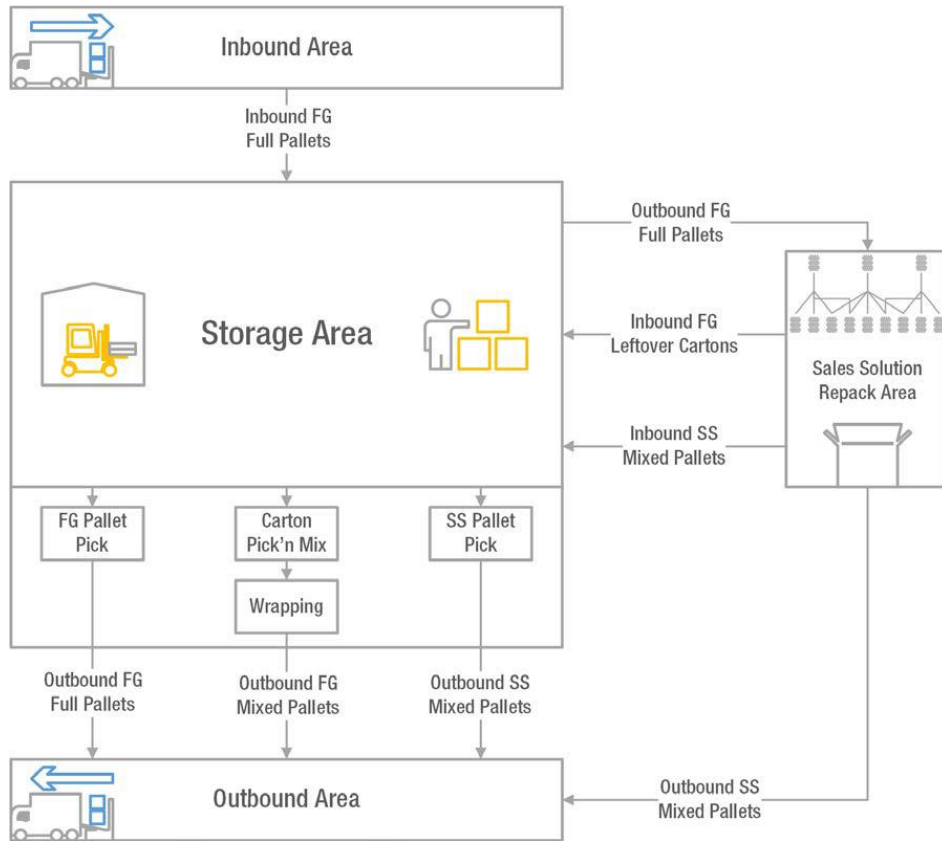 Inbound Area
Inbound FG
Full Pallets
Outbound FG
Full Pallets
Storage Area
Inbound FG
Leftover Cartons
Sales Solution
Repack Area
Inbound SS
Mixed Pallets
FG Pallet
Pick
Carton
Pick'n Mix
SS Pallet
Pick
Wrapping
Outbound FG
Full Pallets
Outbound FG
Mixed Pallets
Outbound SS
Mixed Pallets
Outbound Area
Outbound SS
Mixed Pallets